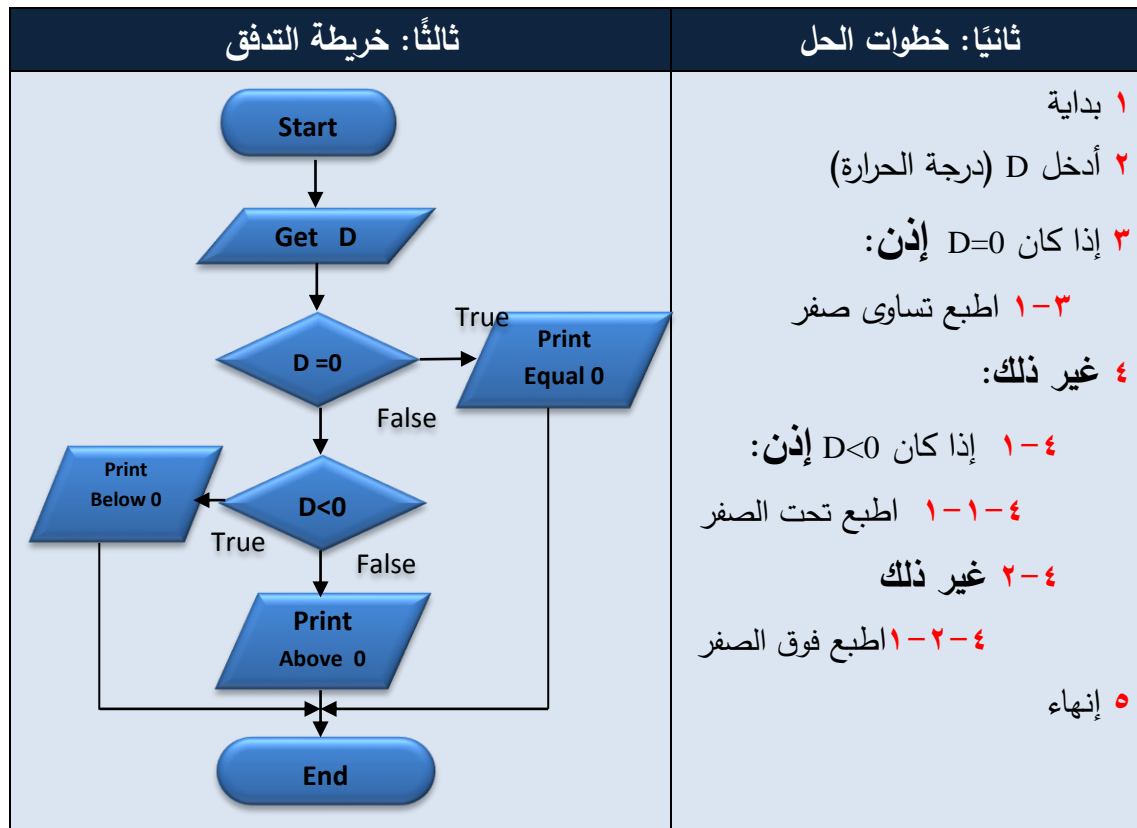 ثانيًا: خطوات الحل
١ بداية
٢ أدخل D (درجة الحرارة)
٣ إذا كان D=0 إذن:
٣-١ اطبع تساوى صفر
٤ غير ذلك:
٤-١ إذا كان D<0 إذن:
٤-١-١ اطبع تحت الصفر
٤-٢ غير ذلك
٤-٢-١اطبع فوق الصفر
٥ إنهاء
ثالثًا: خريطة التدفق
Start
Get D
D =0
True
Print
Equal 0
False
D<0
True
Print
Below 0
False
Print
Above 0
End